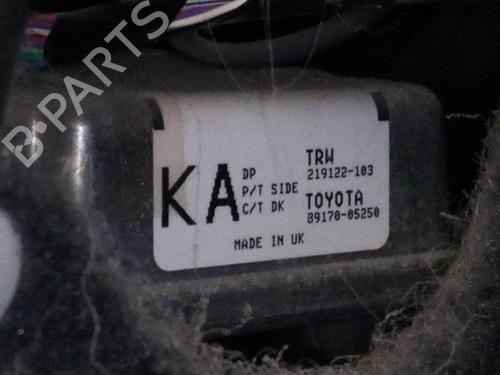 B-PARTS
KA
DP
P/T SIDE
C/T DK
TRW
219122-103
TOYOTA
89170-05250
MADE IN UK